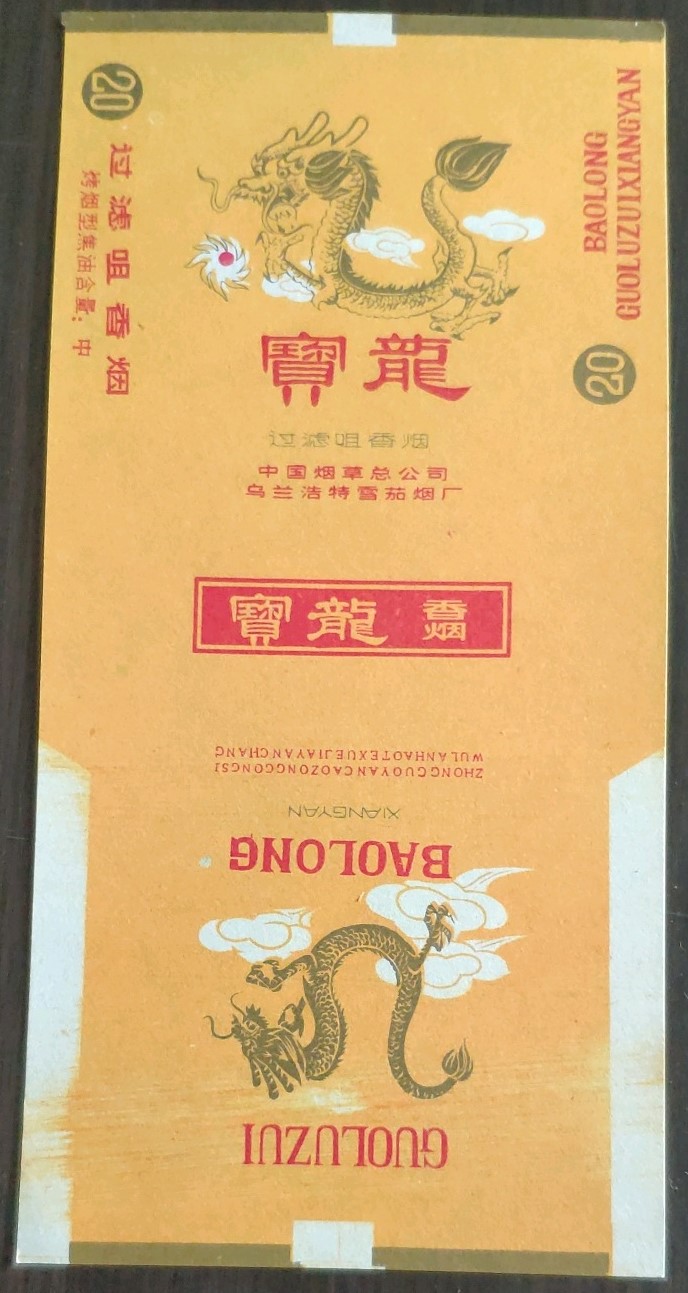 20
过滤咀香烟
烤烟型焦油含量：中
BAOLONG
GUOLUZUIXIANGYAN
20
寶龍
过滤咀香烟
中国烟草总公司
乌兰浩特雪茄烟厂
寶龍 香烟
ZHONGGUOYANCAOZONGGONGSI
WULANHAOTEXUEJIAYANCHANG
XIANGYAN
BAOLONG
GUOLUZUI